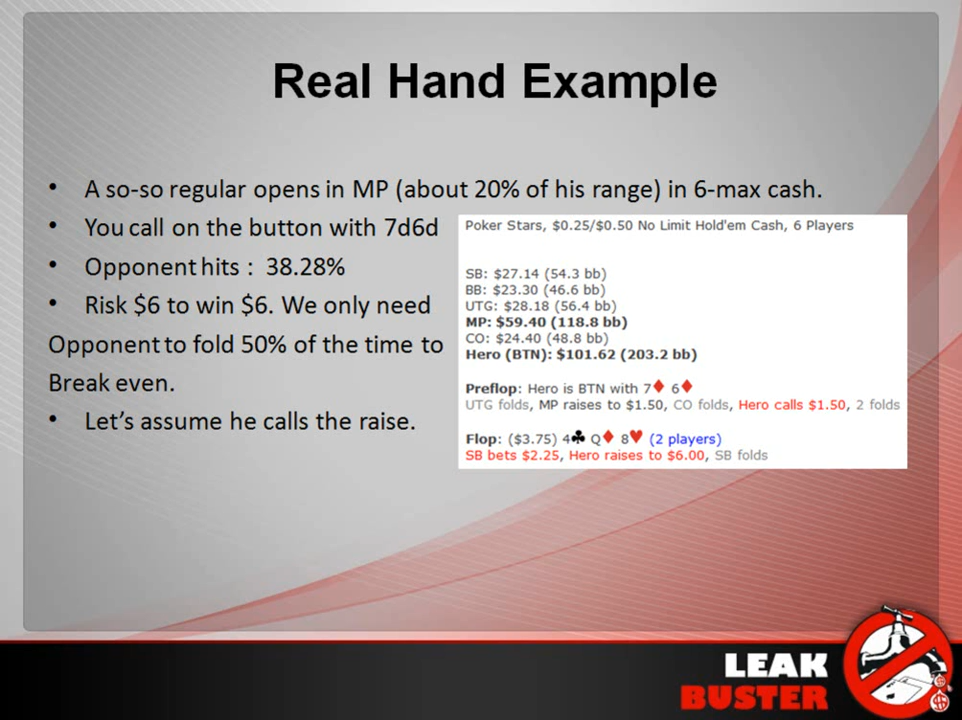 Real Hand Example
• A so-so regular opens in MP (about 20% of his range) in 6-max cash.
• You call on the button with 7d6d
• Opponent hits : 38.28%
• Risk $6 to win $6. We only need
Opponent to fold 50% of the time to
Break even.
• Let's assume he calls the raise.
Poker Stars, $0.25/$0.50 No Limit Hold'em Cash, 6 Players
SB: $27.14 (54.3 bb)
BB: $23.30 (46.6 bb)
UTG: $28.18 (56.4 bb)
MP: $59.40 (118.8 bb)
CO: $24.40 (48.8 bb)
Hero (BTN): $101.62 (203.2 bb)
Preflop: Hero is BTN with 7♦ 6♦
UTG folds, MP raises to $1.50, CO folds, Hero calls $1.50, 2 folds
Flop: ($3.75) 4♣ Q♦ 8♥ (2 players)
SB bets $2.25, Hero raises to $6.00, SB folds
LEAK
BUSTER